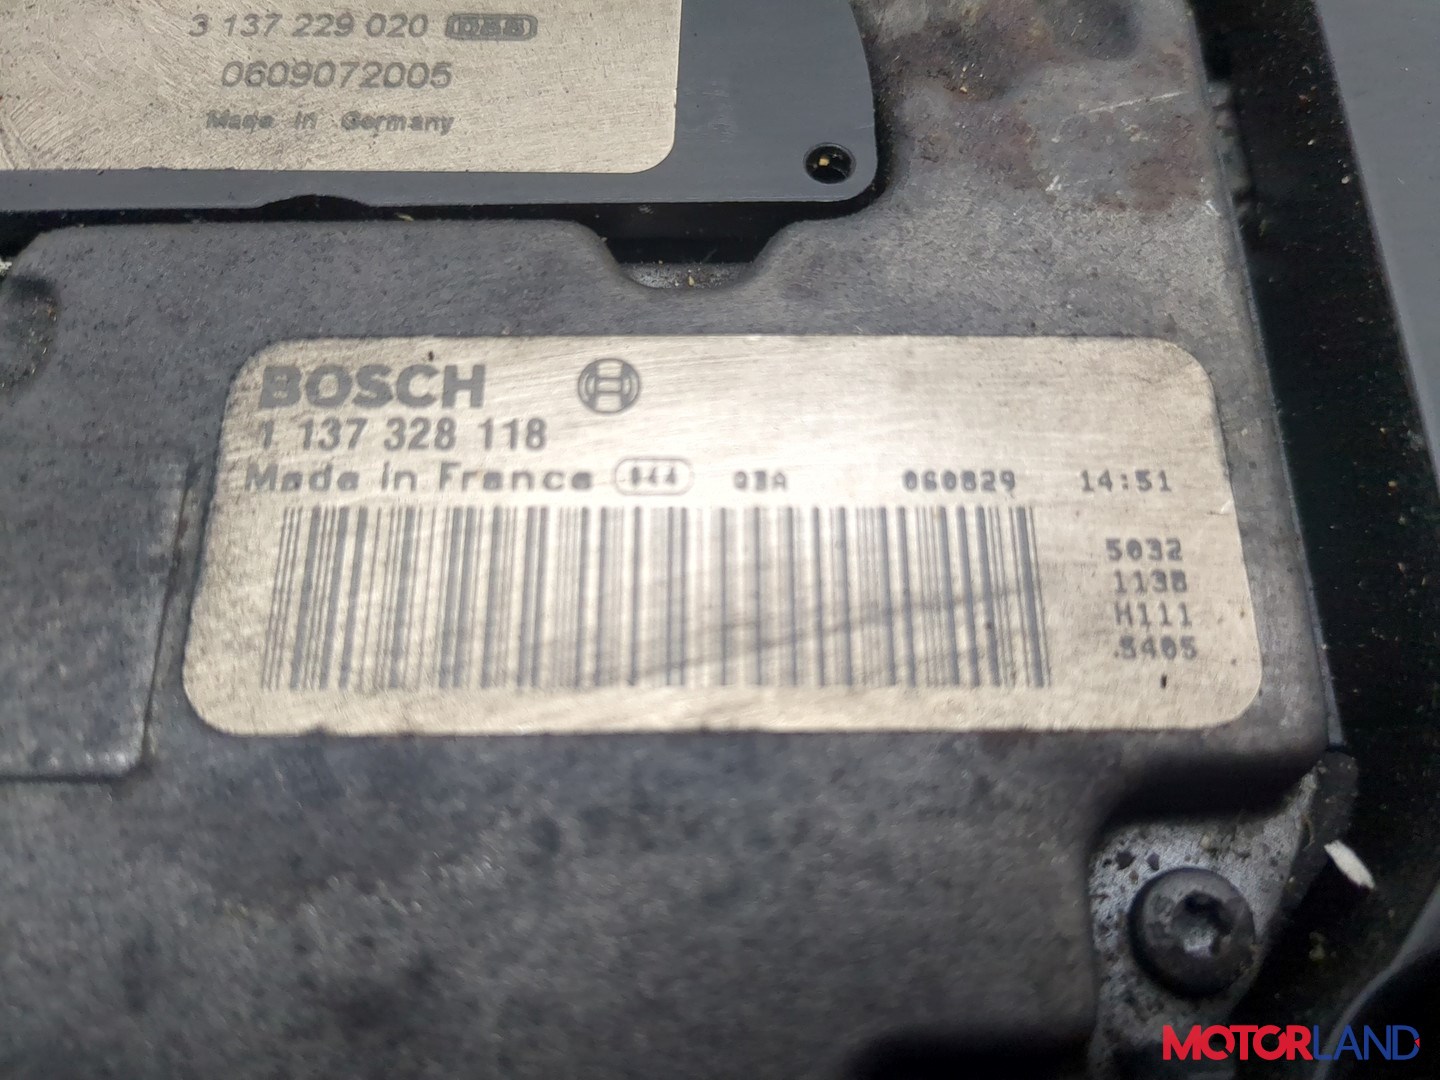 3 137 229 020
0609072005
Made in Germany
BOSCH
1 137 328 118
Made in France 944 060829 14:51
5032
1138
H111
.5405
MOTORLAND